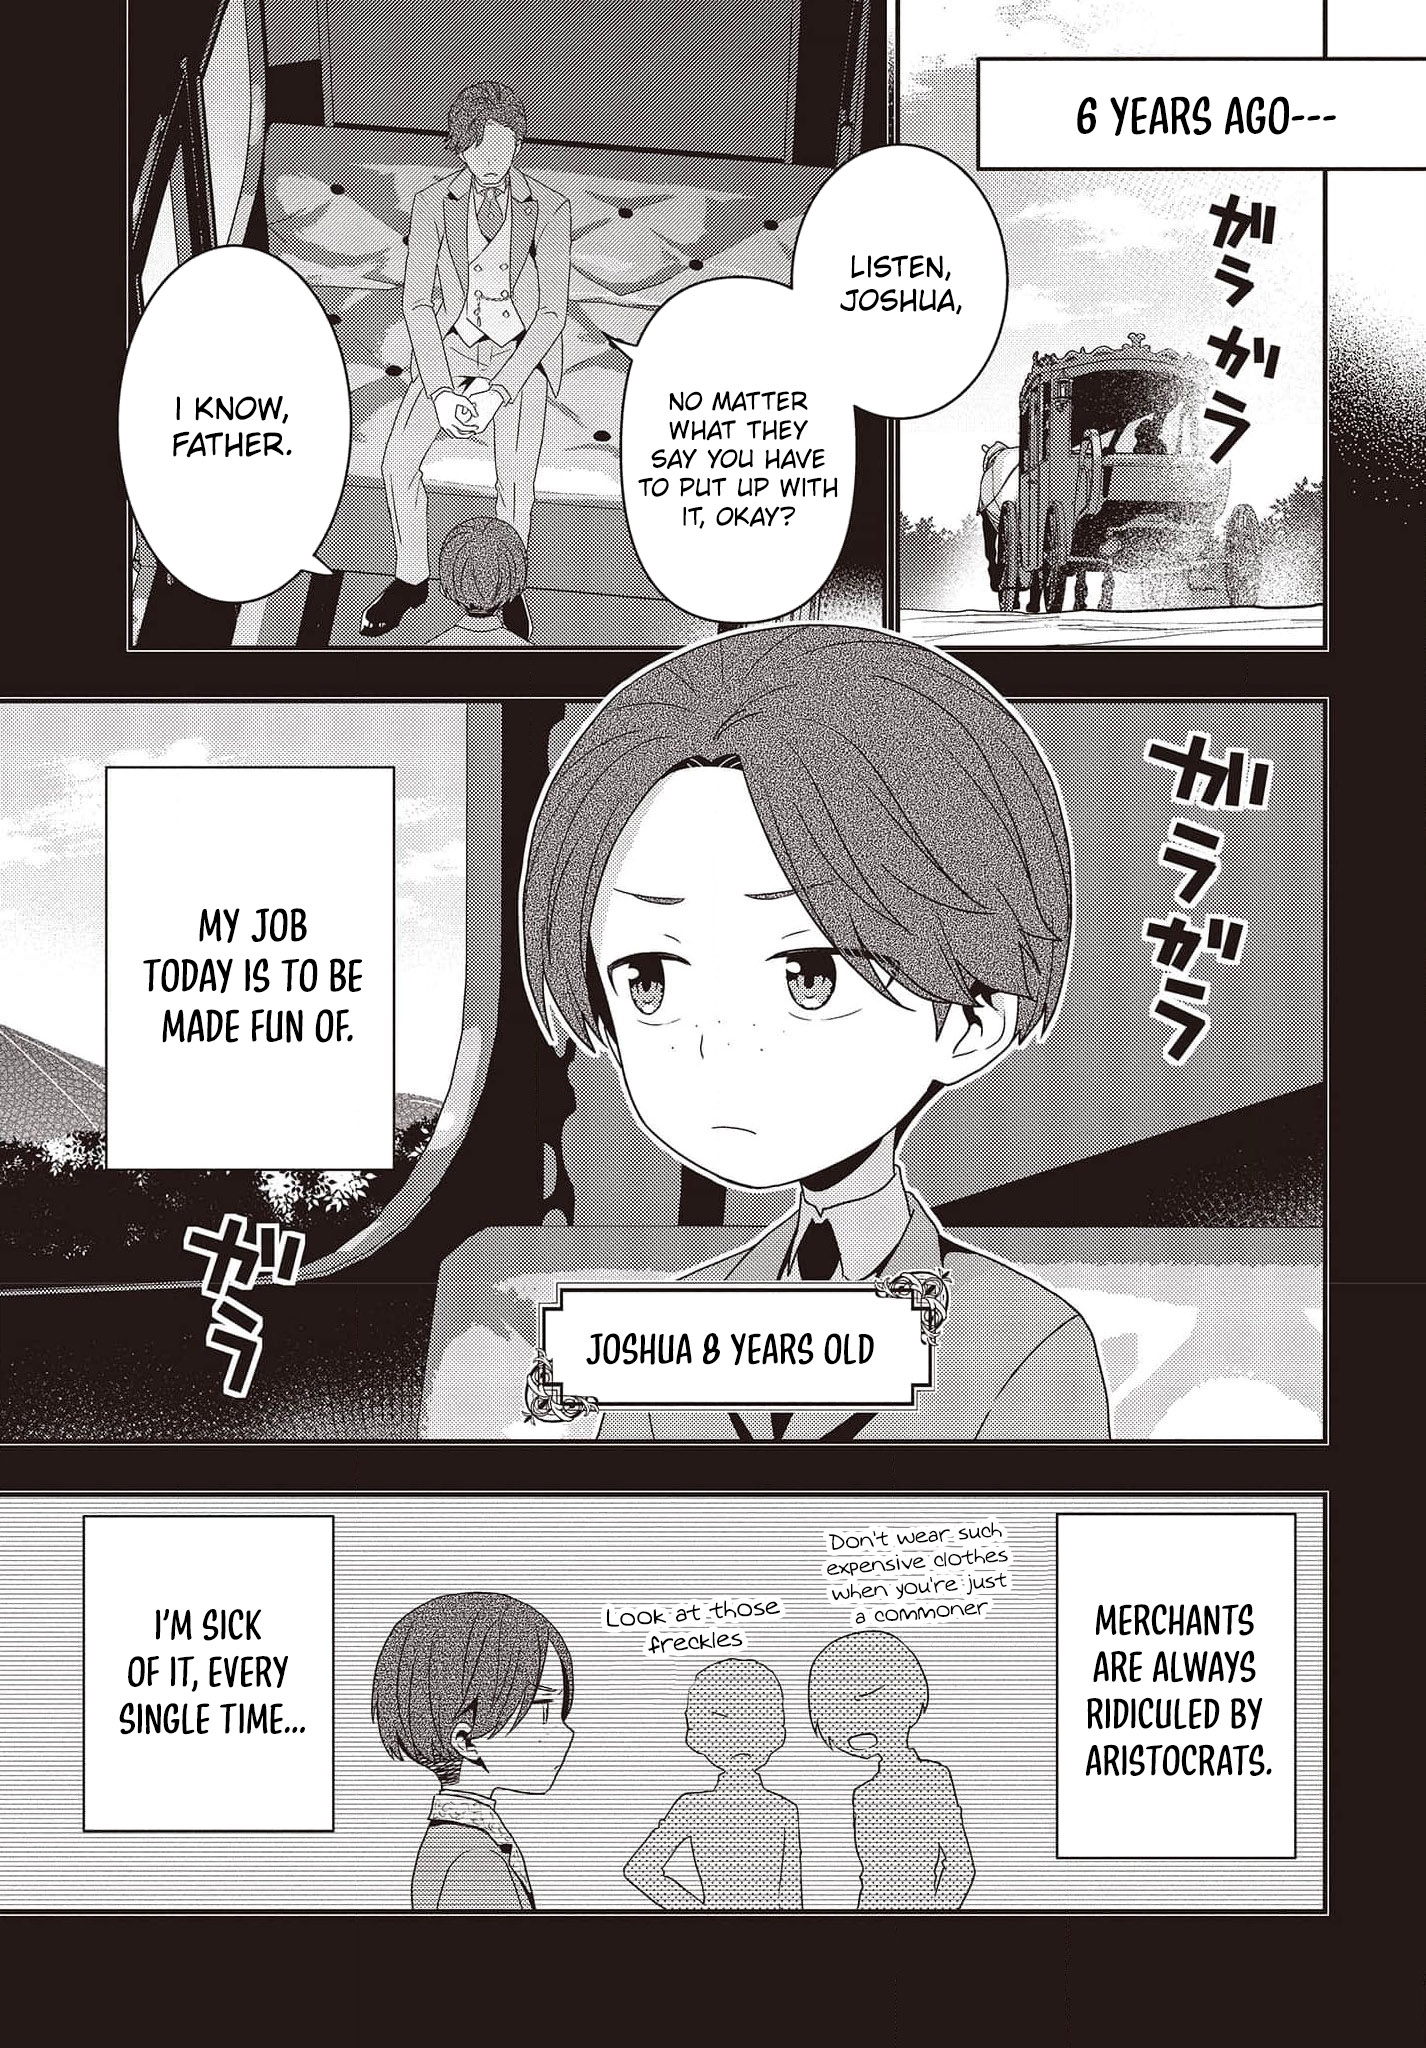 6 YEARS AGO---
ガラガラ
LISTEN,
JOSHUA,
NO MATTER
WHAT THEY
SAY YOU HAVE
TO PUT UP WITH
IT, OKAY?
I KNOW,
FATHER.
ガラガラ
MY JOB
TODAY IS TO BE
MADE FUN OF.
ガラ
JOSHUA 8 YEARS OLD
MERCHANTS
ARE ALWAYS
RIDICULED BY
ARISTOCRATS.
Don't wear such
expensive clothes
when you're just
a commoner
Look at those
freckles
I'M SICK
OF IT, EVERY
SINGLE TIME...